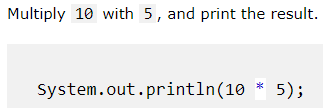 Multiply 10 with 5, and print the result.
System.out.println(10 * 5);